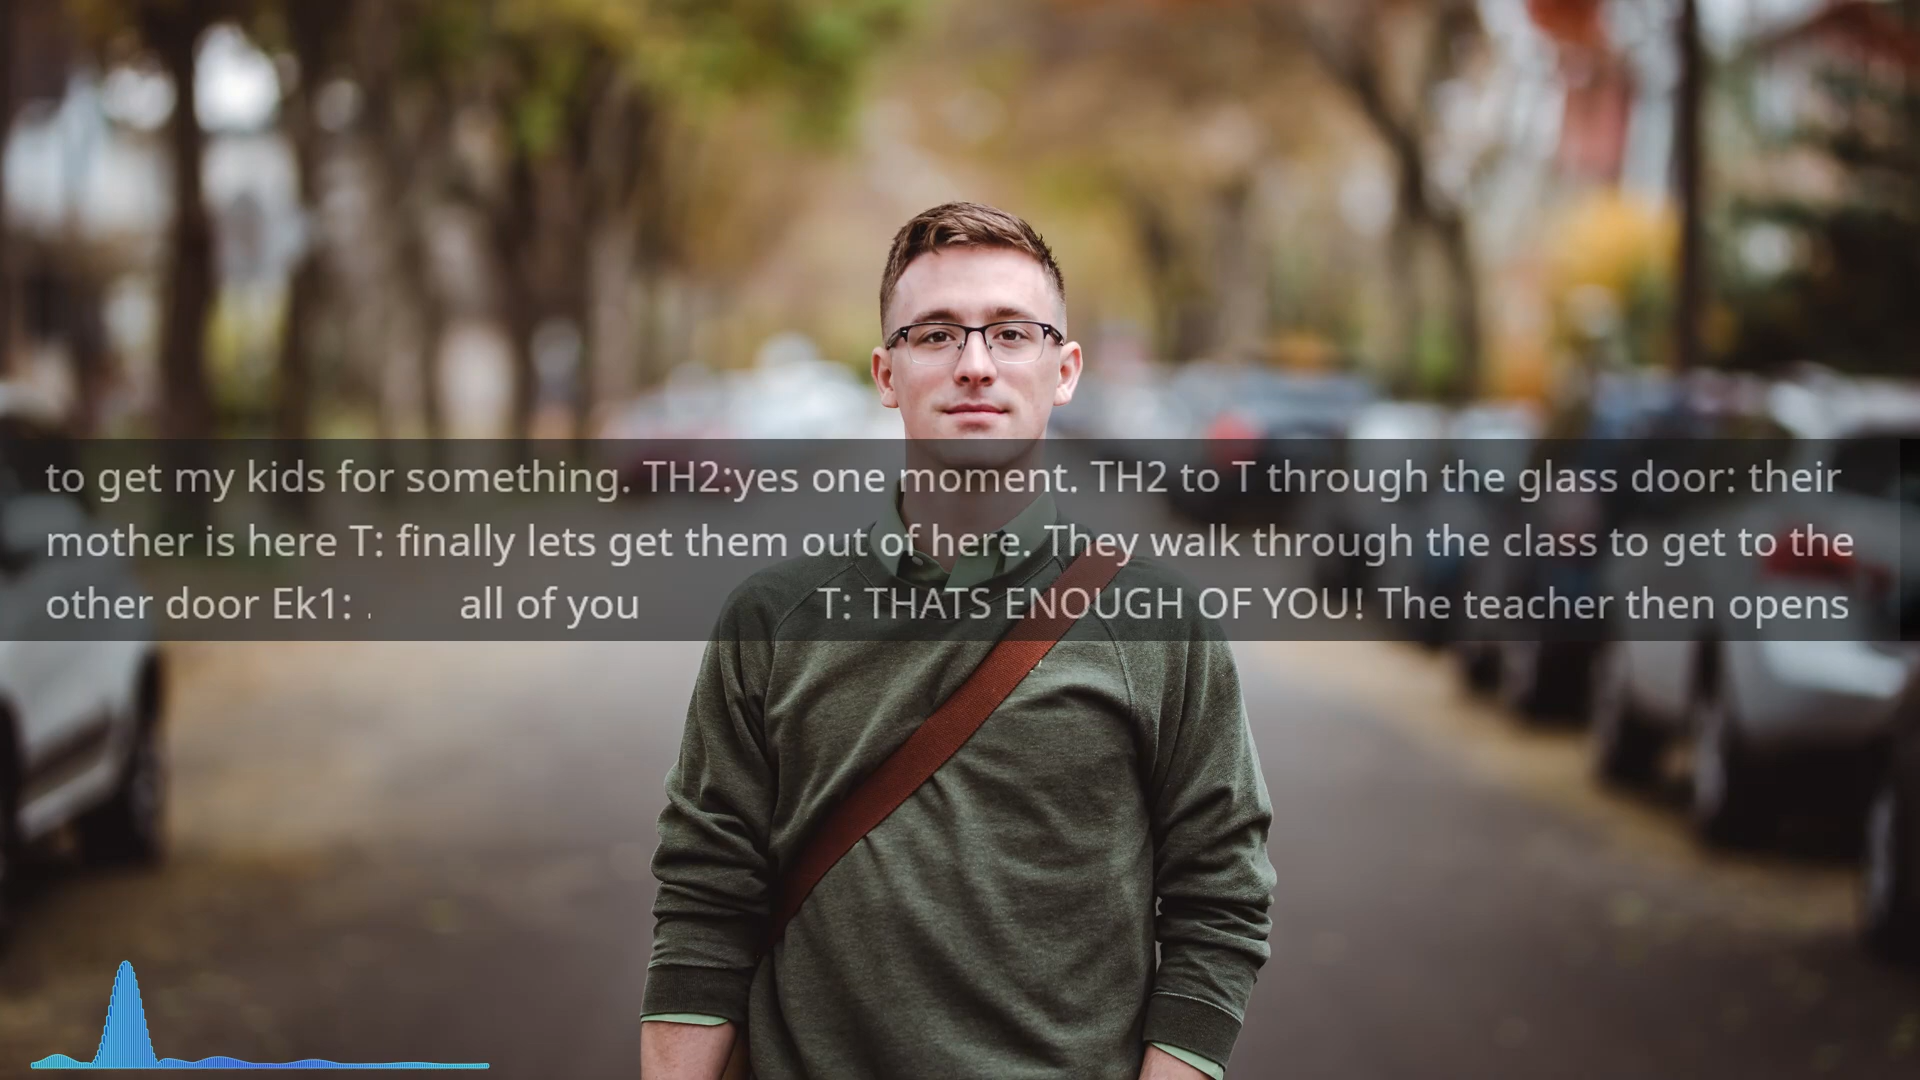 to get my kids for something. TH2:yes one moment. TH2 to T through the glass door: their
mother is here T: finally lets get them out of here. They walk through the class to get to the
other door Ek1: . all of you T: THATS ENOUGH OF YOU! The teacher then opens